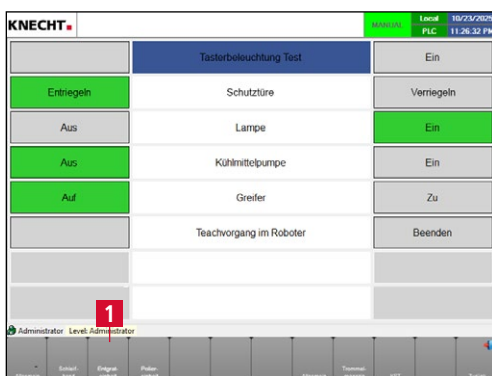 KNECHT
MANUAL
Local 10/23/2025
PLC 11:26:32 PM
Tasterbeleuchtung Test Ein
Entriegeln Schutztüre Verriegeln
Aus Lampe Ein
Aus Kühlmittelpumpe Ein
Auf Greifer Zu
Teachvorgang im Roboter Beenden
1
Administrator Level: Administrator